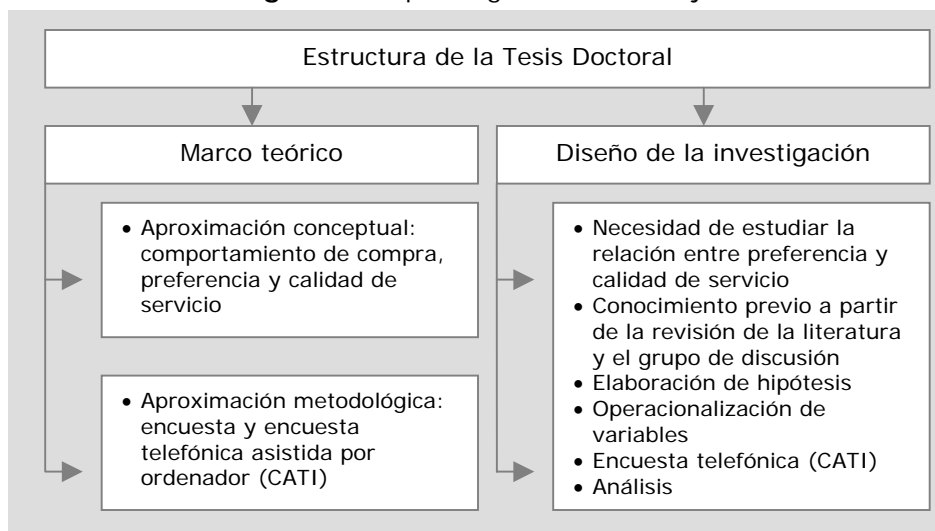 Estructura de la Tesis Doctoral
Marco teórico
• Aproximación conceptual:
comportamiento de compra,
preferencia y calidad de
servicio
• Aproximación metodológica:
encuesta y encuesta
telefónica asistida por
ordenador (CATI)
Diseño de la investigación
• Necesidad de estudiar la
relación entre preferencia y
calidad de servicio
• Conocimiento previo a partir
de la revisión de la literatura
y el grupo de discusión
• Elaboración de hipótesis
• Operacionalización de
variables
• Encuesta telefónica (CATI)
• Análisis